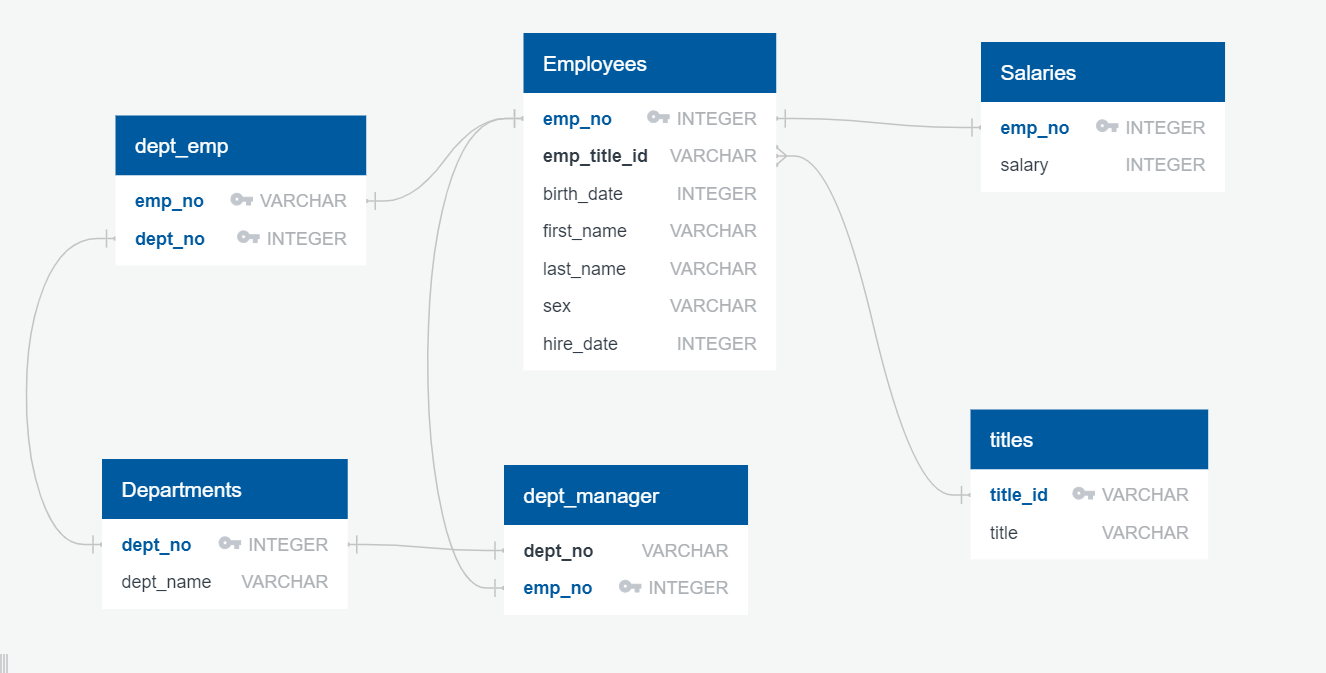 Employees
emp_no INTEGER
emp_title_id VARCHAR
birth_date INTEGER
first_name VARCHAR
last_name VARCHAR
sex VARCHAR
hire_date INTEGER
Salaries
emp_no INTEGER
salary INTEGER
dept_emp
emp_no VARCHAR
dept_no INTEGER
Departments
dept_no INTEGER
dept_name VARCHAR
dept_manager
dept_no VARCHAR
emp_no INTEGER
titles
title_id VARCHAR
title VARCHAR